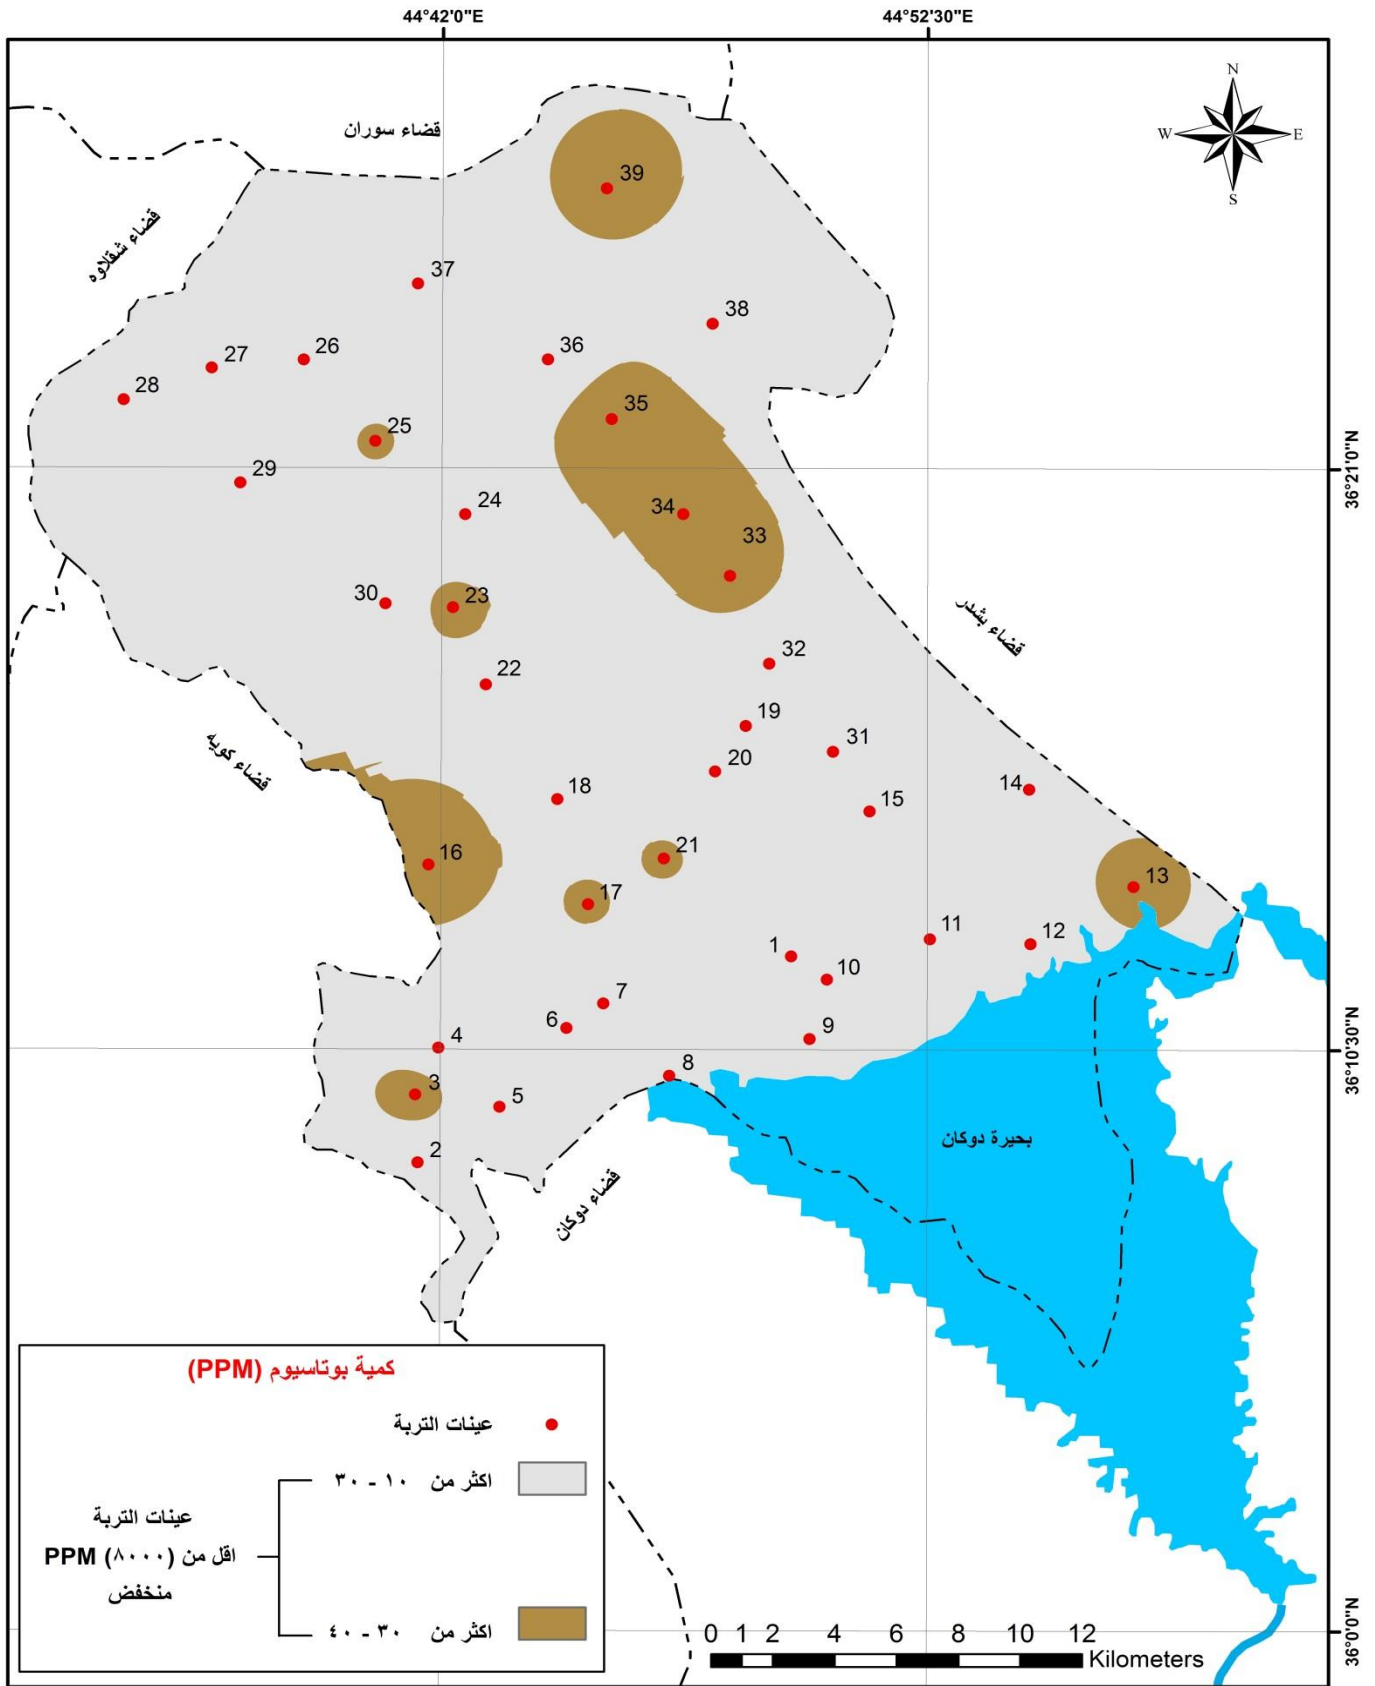 44°42'0"E
44°52'30"E
N
W
E
S
قضاء سوران
39
قضاء شقلاوه
37
38
36
26
27
28
35
25
36°21'0"N
29
24
34
33
30
23
قضاء بشدر
32
22
19
31
قضاء كويه
20
14
18
15
16
21
13
17
11
12
1
10
7
6
9
4
36°10'30"N
8
3
5
بحيرة دوكان
2
قضاء دوكان
كمية بوتاسيوم (PPM)
عينات التربة
اكثر من ١٠ - ٣٠
عينات التربة
اقل من (٨٠٠٠) PPM
منخفض
اكثر من ٣٠ - ٤٠
0 1 2 4 6 8 10 12
Kilometers
36°0'0"N